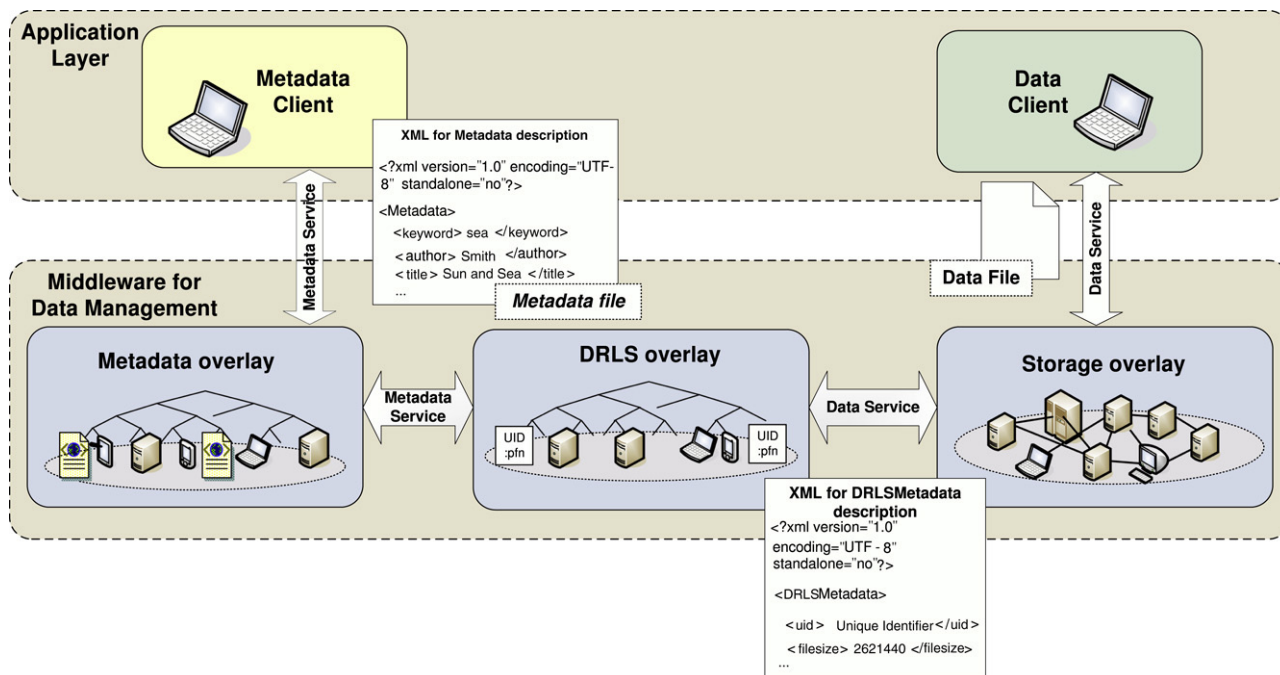 Application
Layer
Metadata
Client
Data
Client
XML for Metadata description
<?xml version="1.0" encoding="UTF-
8" standalone="no"?>
<Metadata>
<keyword> sea </keyword>
<author> Smith </author>
<title> Sun and Sea </title>
...
Metadata file
Metadata Service
Data File
Data Service
Middleware for
Data Management
Metadata overlay
Metadata
Service
DRLS overlay
UID
:pfn
UID
:pfn
Data Service
Storage overlay
XML for DRLSMetadata
description
<?xml version="1.0"
encoding="UTF - 8"
standalone="no"?>
<DRLSMetadata>
<uid> Unique Identifier</uid>
<filesize> 2621440 </filesize>
...